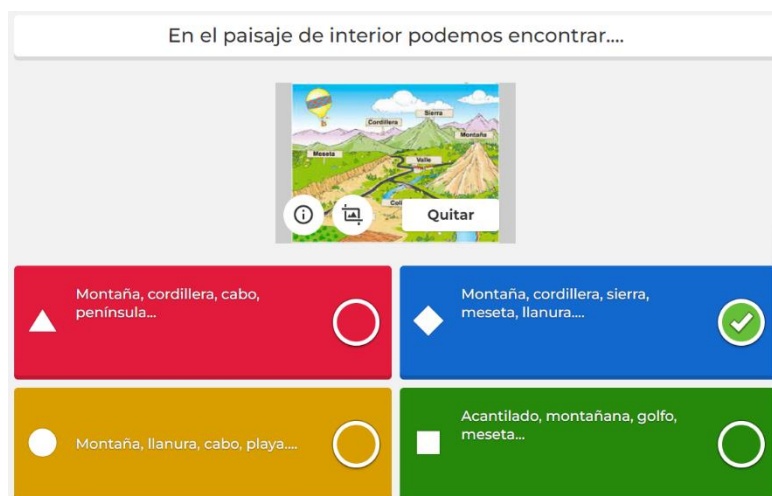 En el paisaje de interior podemos encontrar....
Cordillera
Sierra
Montaña
Meseta
Valle
Quitar
Montaña, cordillera, cabo,
península...
Montaña, cordillera, sierra,
meseta, llanura....
Montaña, llanura, cabo, playa....
Acantilado, montañana, golfo,
meseta...